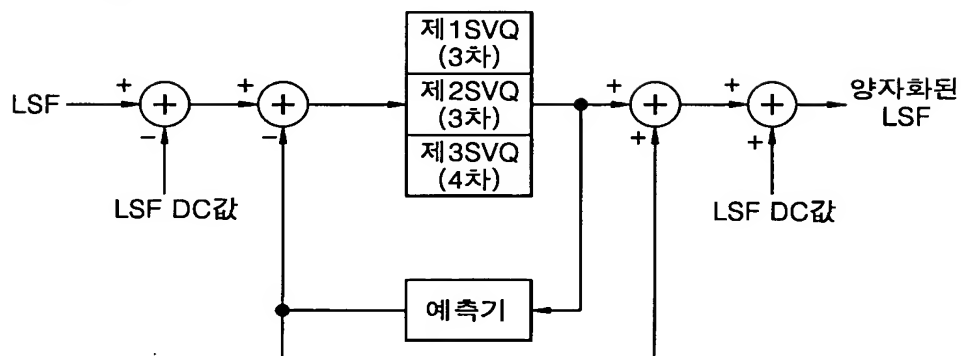 제1SVQ
(3차)
제2SVQ
(3차)
제3SVQ
(4차)
LSF
+
+
-
+
+
-
+
+
+
+
+
+
양자화된
LSF
LSF DC값
LSF DC값
예측기